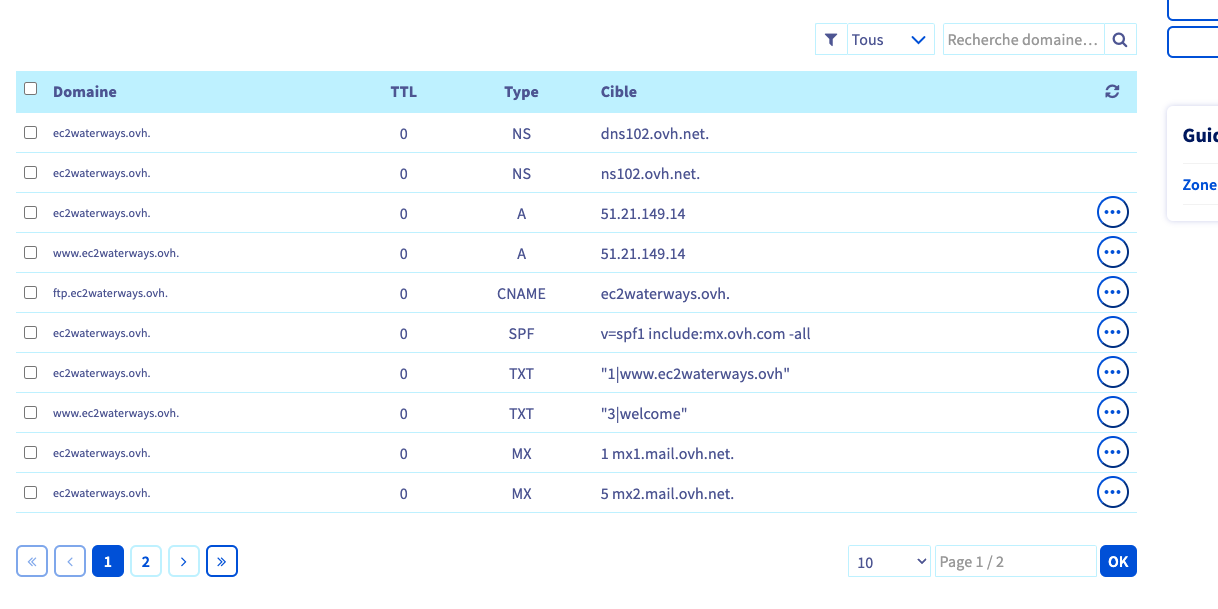 Tous Recherche domaine...
Domaine TTL Type Cible
ec2waterways.ovh. 0 NS dns102.ovh.net.
ec2waterways.ovh. 0 NS ns102.ovh.net.
ec2waterways.ovh. 0 A 51.21.149.14
www.ec2waterways.ovh. 0 A 51.21.149.14
ftp.ec2waterways.ovh. 0 CNAME ec2waterways.ovh.
ec2waterways.ovh. 0 SPF v=spf1 include:mx.ovh.com -all
ec2waterways.ovh. 0 TXT "1|www.ec2waterways.ovh"
www.ec2waterways.ovh. 0 TXT "3|welcome"
ec2waterways.ovh. 0 MX 1 mx1.mail.ovh.net.
ec2waterways.ovh. 0 MX 5 mx2.mail.ovh.net.
« ‹ 1 2 › » 10 Page 1 / 2 OK
Zone